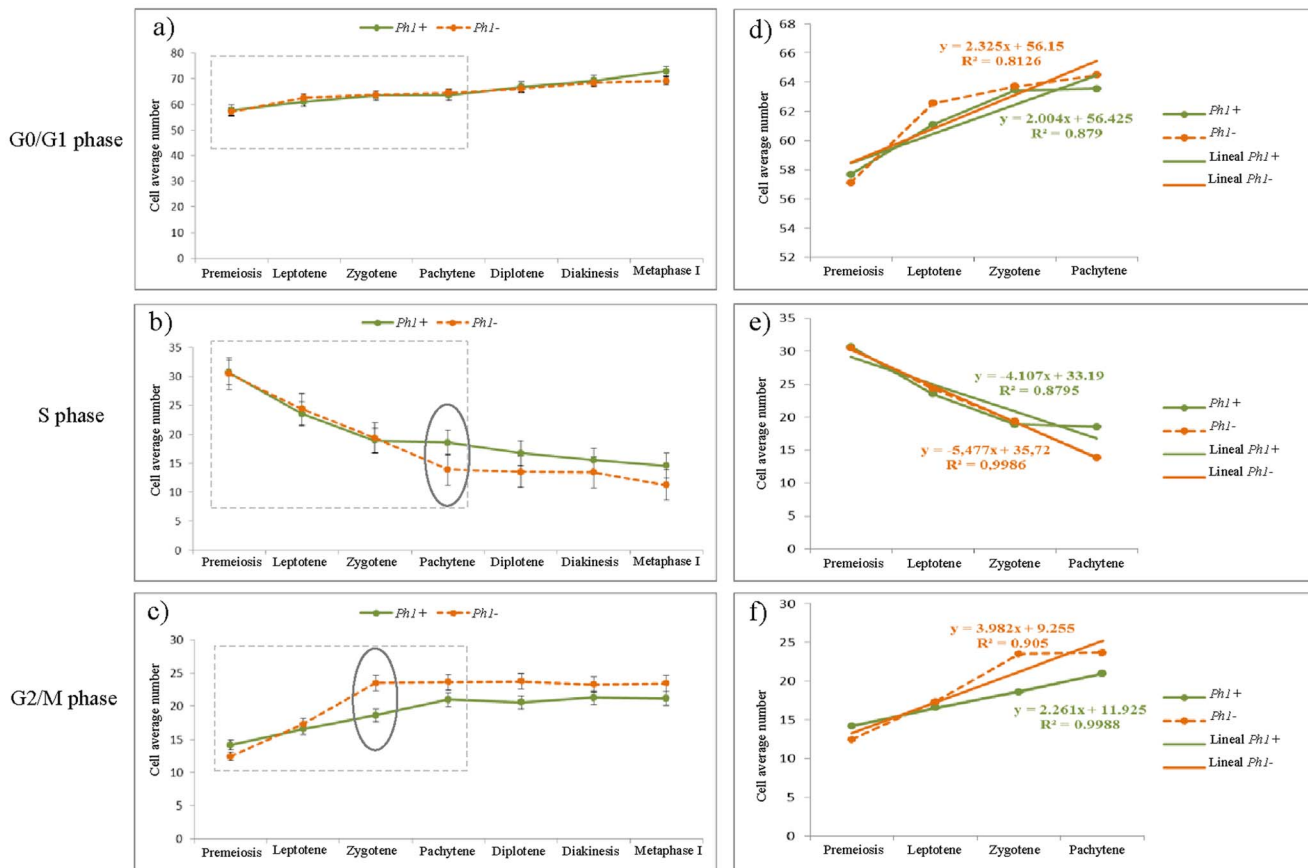 G0/G1 phase
a)
Ph1+ Ph1-
Cell average number
80
70
60
50
40
30
20
10
0
Premeiosis Leptotene Zygotene Pachytene Diplotene Diakinesis Metaphase I
d)
Cell average number
68
66
64
62
60
58
56
54
52
y = 2.325x + 56.15
R² = 0.8126
y = 2.004x + 56.425
R² = 0.879
Premeiosis Leptotene Zygotene Pachytene
Ph1+
Ph1-
Lineal Ph1+
Lineal Ph1-
S phase
b)
Ph1+ Ph1-
Cell average number
35
30
25
20
15
10
5
0
Premeiosis Leptotene Zygotene Pachytene Diplotene Diakinesis Metaphase I
e)
Cell average number
35
30
25
20
15
10
5
0
y = -4.107x + 33.19
R² = 0.8795
y = -5,477x + 35,72
R² = 0.9986
Premeiosis Leptotene Zygotene Pachytene
Ph1+
Ph1-
Lineal Ph1+
Lineal Ph1-
G2/M phase
c)
Ph1+ Ph1-
Cell average number
30
25
20
15
10
5
0
Premeiosis Leptotene Zygotene Pachytene Diplotene Diakinesis Metaphase I
f)
Cell average number
30
25
20
15
10
5
0
y = 3.982x + 9.255
R² = 0.905
y = 2.261x + 11.925
R² = 0.9988
Premeiosis Leptotene Zygotene Pachytene
Ph1+
Ph1-
Lineal Ph1+
Lineal Ph1-